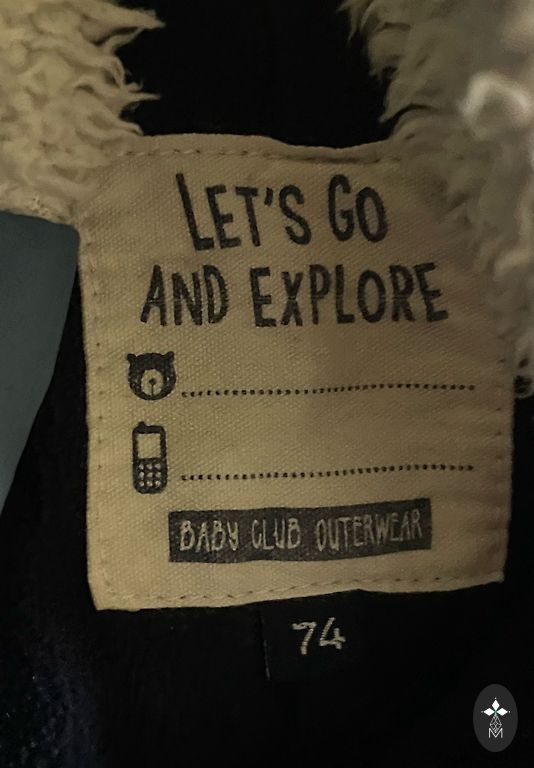 LET'S GO
AND EXPLORE
BABY CLUB OUTERWEAR
74
M